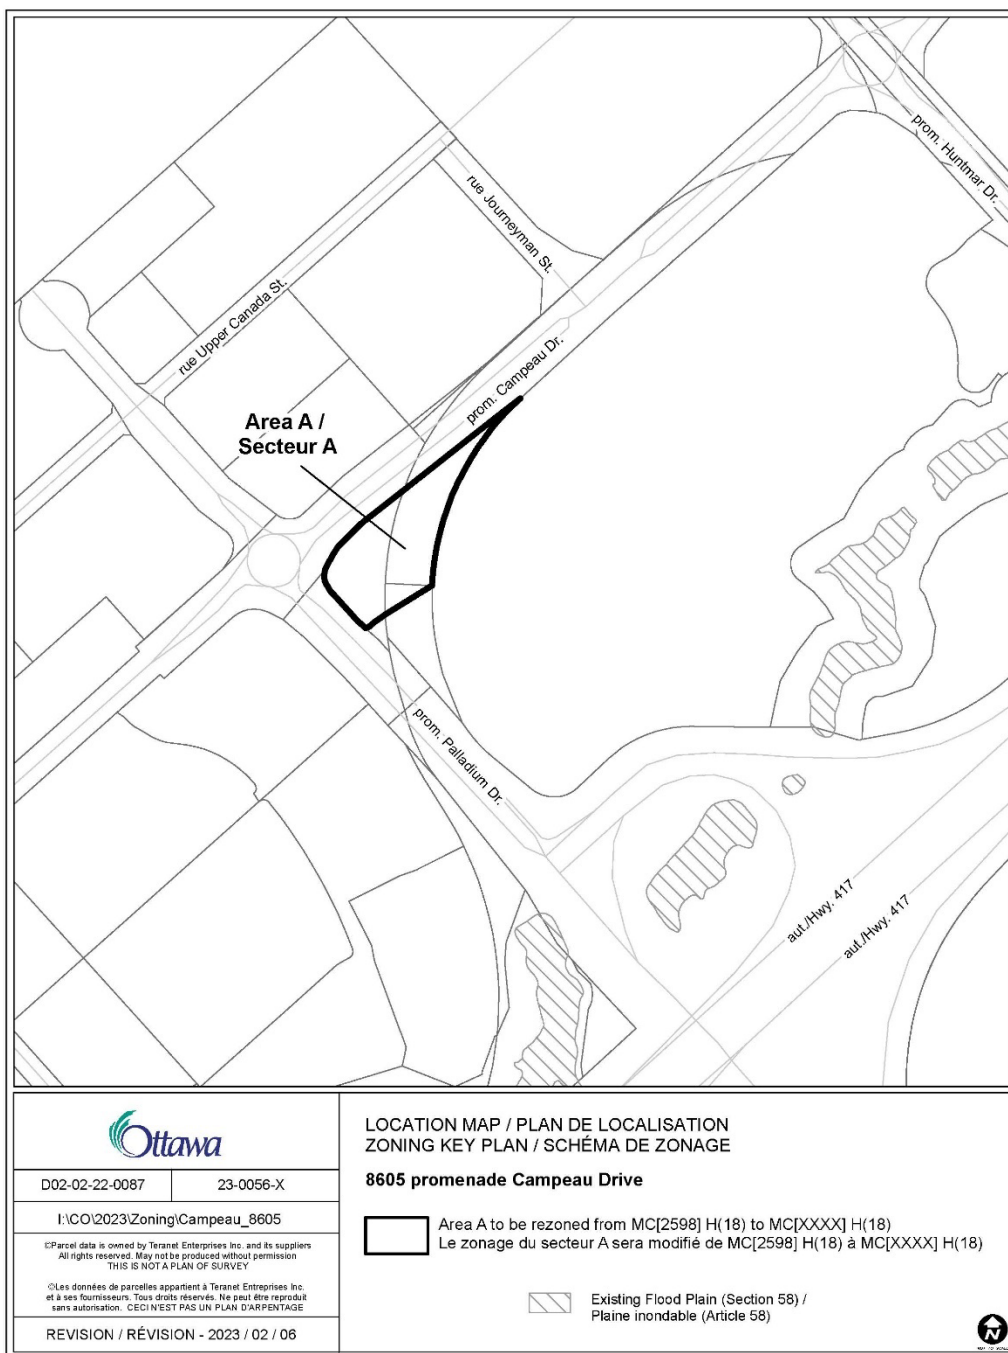 prom. Huntmar Dr.
rue Journeyman St.
rue Upper Canada St.
prom. Campeau Dr.
Area A /
Secteur A
prom. Palladium Dr.
aut./Hwy. 417
aut./Hwy. 417
Ottawa
D02-02-22-0087
23-0056-X
I:\CO\2023\Zoning\Campeau_8605
©Parcel data is owned by Teranet Enterprises Inc. and its suppliers
All rights reserved. May not be produced without permission
THIS IS NOT A PLAN OF SURVEY
©Les données de parcelles appartient à Teranet Entreprises Inc.
et à ses fournisseurs. Tous droits réservés. Ne peut être reproduit
sans autorisation. CECI N'EST PAS UN PLAN D'ARPENTAGE
REVISION / RÉVISION - 2023 / 02 / 06
LOCATION MAP / PLAN DE LOCALISATION
ZONING KEY PLAN / SCHÉMA DE ZONAGE
8605 promenade Campeau Drive
Area A to be rezoned from MC[2598] H(18) to MC[XXXX] H(18)
Le zonage du secteur A sera modifié de MC[2598] H(18) à MC[XXXX] H(18)
Existing Flood Plain (Section 58) /
Plaine inondable (Article 58)
N